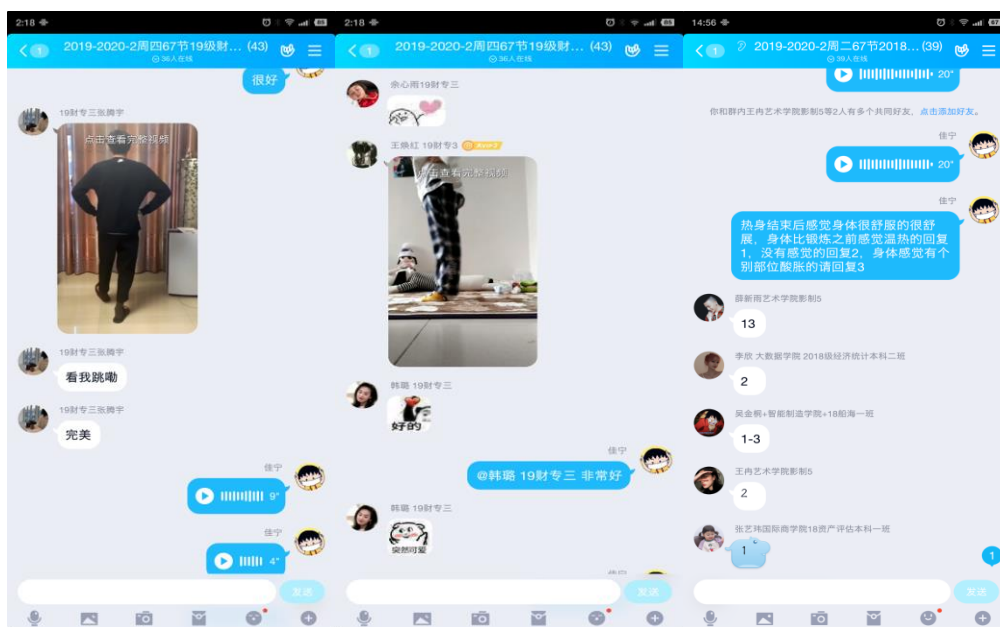 2:18
69
1
2019-2020-2周四67节19级财... (43)
36人在线
很好
19财专三张腾宇
点击查看完整视频
19财专三张腾宇
看我跳嘞
19财专三张腾宇
完美
佳宁
9"
佳宁
4"
发送
2:18
1
2019-2020-2周四67节19级财... (43)
36人在线
余心雨19财专三
王焕红 19财专3
点击查看完整视频
韩璐 19财专三
好的
佳宁
@韩璐 19财专三 非常好
韩璐 19财专三
突然可爱
佳宁
发送
14:56
67
1
2019-2020-2周二67节2018... (39)
39人在线
20"
你和群内王冉艺术学院影制5等2人有多个共同好友，点击添加好友。
佳宁
20"
佳宁
热身结束后感觉身体很舒服的很舒
展，身体比锻炼之前感觉温热的回复
1，没有感觉的回复2，身体感觉有个
别部位酸胀的请回复3
薛新雨艺术学院影制5
13
李欣 大数据学院 2018级经济统计本科二班
2
吴金桐+智能制造学院+18船海一班
1-3
王冉艺术学院影制5
2
张艺玮国际商学院18资产评估本科一班
1
1
发送